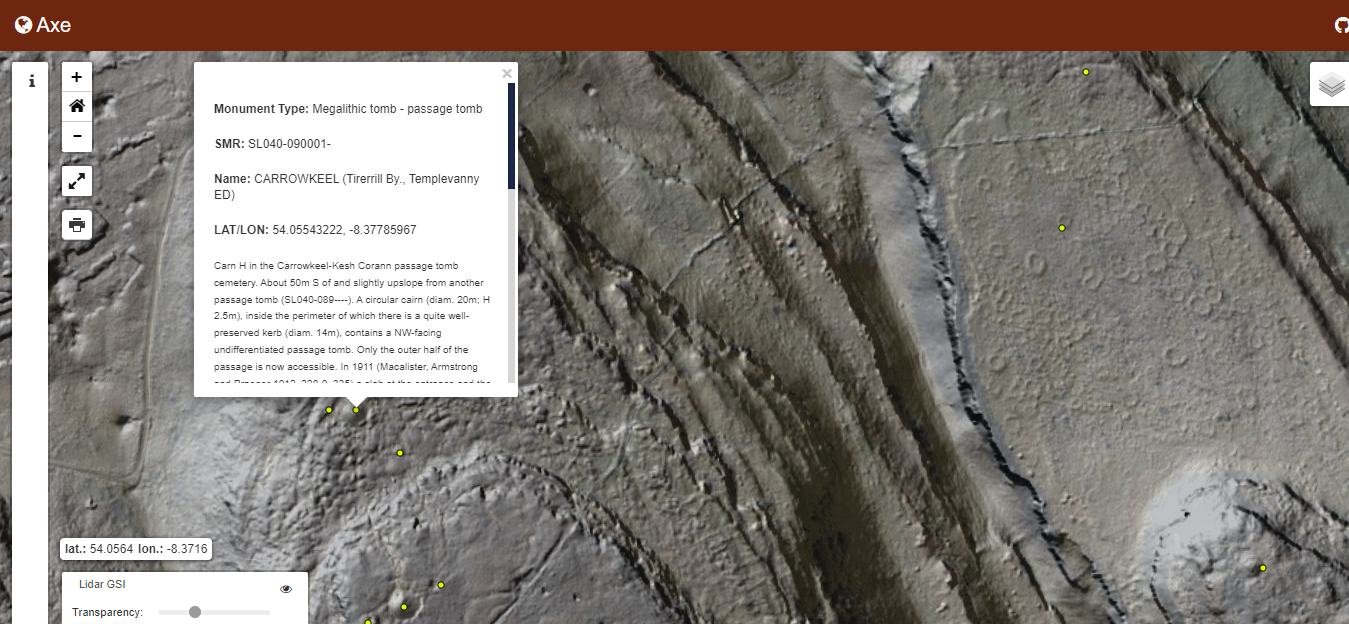 Axe
i
+
Monument Type: Megalithic tomb - passage tomb
SMR: SL040-090001-
−
Name: CARROWKEEL (Tirerrill By., Templevanny
ED)
LAT/LON: 54.05543222, -8.37785967
Carn H in the Carrowkeel-Kesh Corann passage tomb
cemetery. About 50m S of and slightly upslope from another
passage tomb (SL040-089----). A circular cairn (diam. 20m; H
2.5m), inside the perimeter of which there is a quite well-
preserved kerb (diam. 14m), contains a NW-facing
undifferentiated passage tomb. Only the outer half of the
passage is now accessible. In 1911 (Macalister, Armstrong
lat.: 54.0564 lon.: -8.3716
Lidar GSI
Transparency: